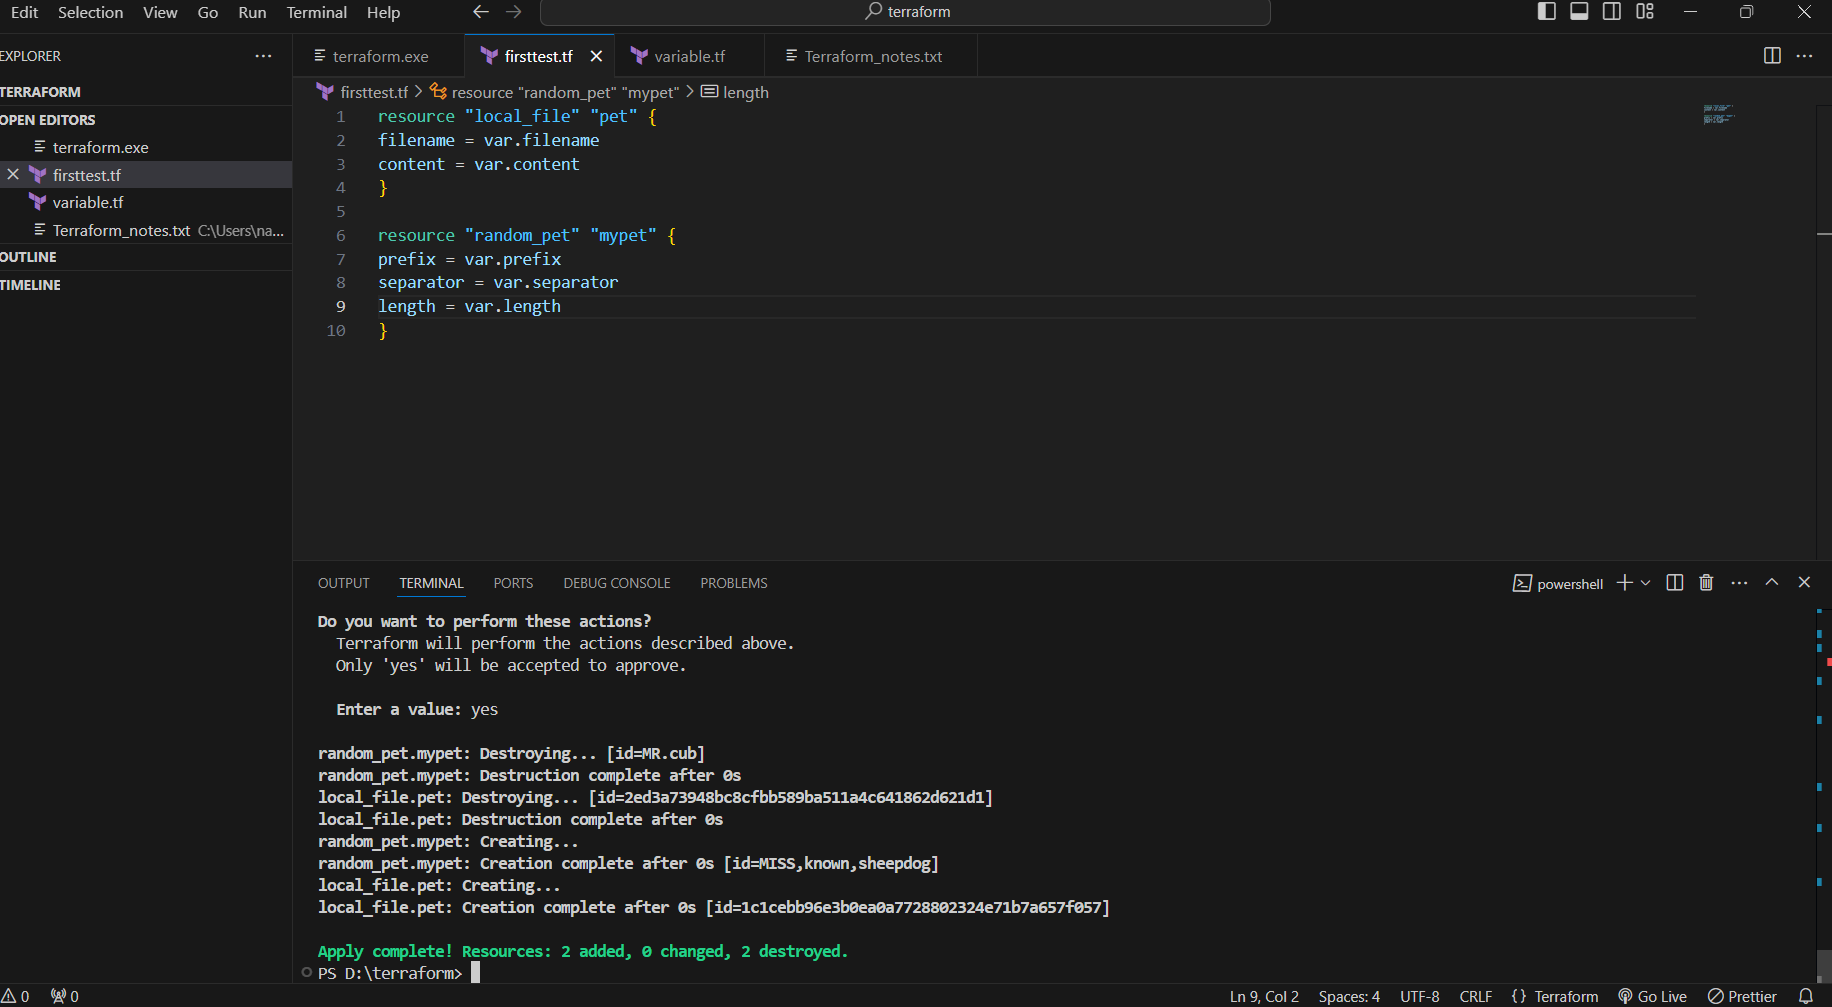 Edit Selection View Go Run Terminal Help
terraform
EXPLORER
TERRAFORM
OPEN EDITORS
terraform.exe
firsttest.tf
variable.tf
Terraform_notes.txt C:\Users\na...
OUTLINE
TIMELINE
terraform.exe firsttest.tf variable.tf Terraform_notes.txt
firsttest.tf > resource "random_pet" "mypet" > length
1 resource "local_file" "pet" {
2 filename = var.filename
3 content = var.content
4 }
5
6 resource "random_pet" "mypet" {
7 prefix = var.prefix
8 separator = var.separator
9 length = var.length
10 }
OUTPUT TERMINAL PORTS DEBUG CONSOLE PROBLEMS
powershell
Do you want to perform these actions?
Terraform will perform the actions described above.
Only 'yes' will be accepted to approve.
Enter a value: yes
random_pet.mypet: Destroying... [id=MR.cub]
random_pet.mypet: Destruction complete after 0s
local_file.pet: Destroying... [id=2ed3a73948bc8cfbb589ba511a4c641862d621d1]
local_file.pet: Destruction complete after 0s
random_pet.mypet: Creating...
random_pet.mypet: Creation complete after 0s [id=MISS,known,sheepdog]
local_file.pet: Creating...
local_file.pet: Creation complete after 0s [id=1c1cebb96e3b0ea0a7728802324e71b7a657f057]
Apply complete! Resources: 2 added, 0 changed, 2 destroyed.
PS D:\terraform>
0 0 Ln 9, Col 2 Spaces: 4 UTF-8 CRLF {} Terraform Go Live Prettier